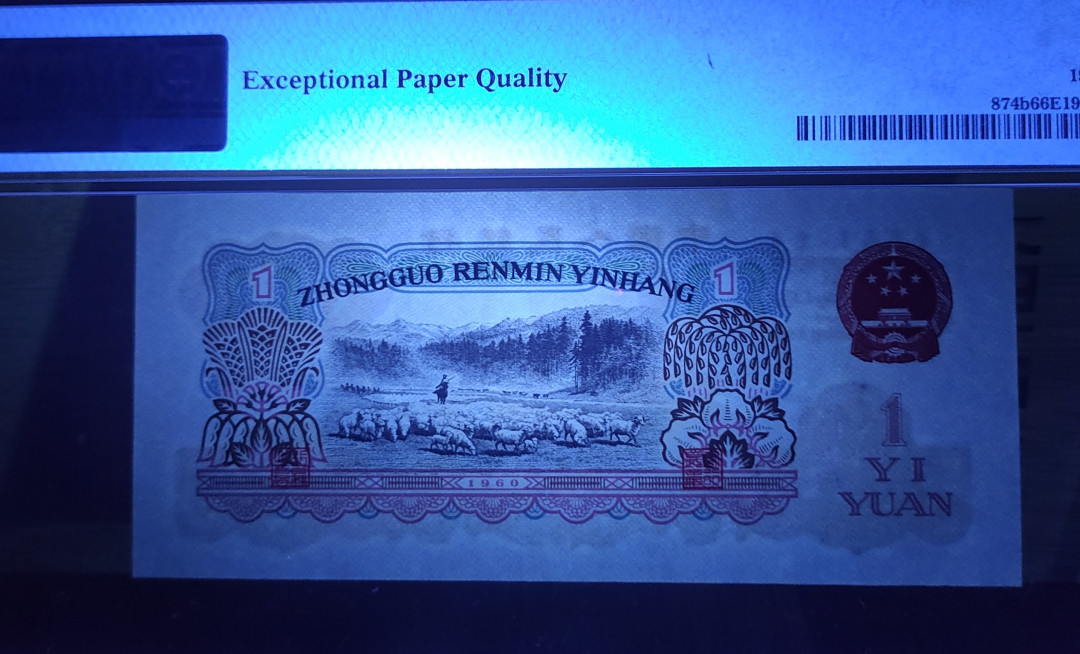 Exceptional Paper Quality
874b66E19
1
ZHONGGUO RENMIN YINHANG
1
1960
1
YI
YUAN